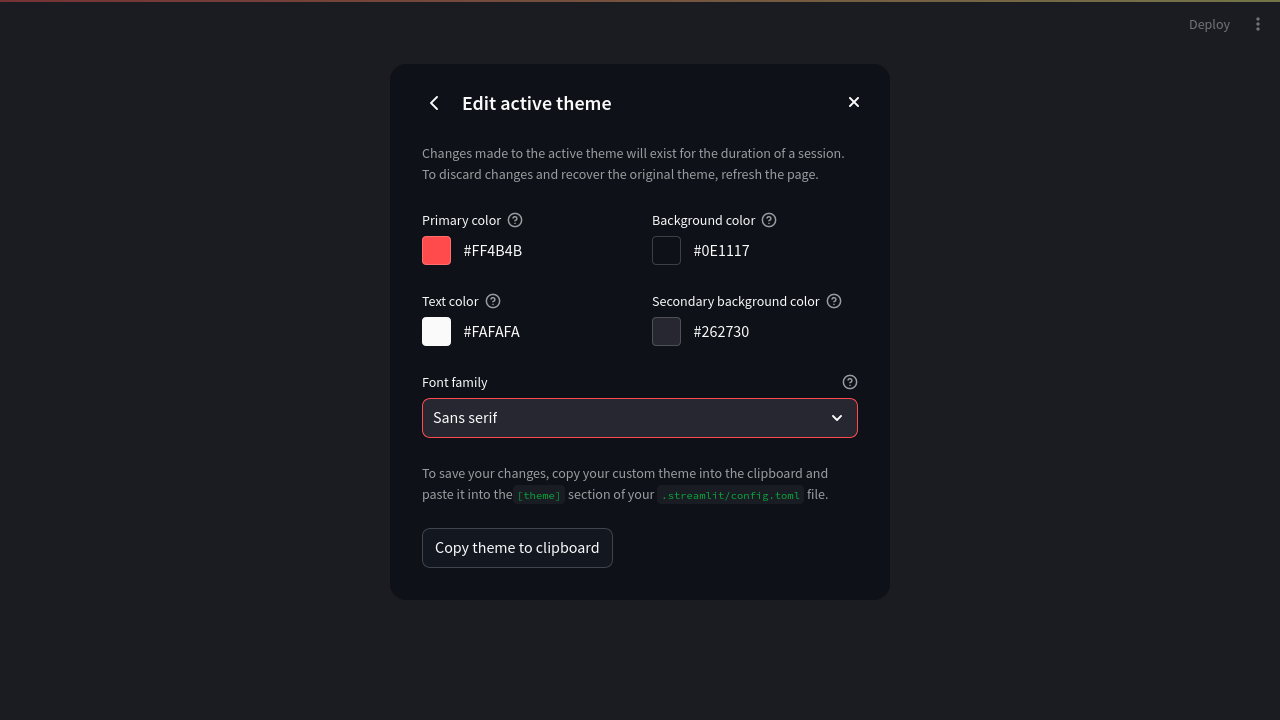 Deploy
Edit active theme
Changes made to the active theme will exist for the duration of a session.
To discard changes and recover the original theme, refresh the page.
Primary color
#FF4B4B
Background color
#0E1117
Text color
#FAFAFA
Secondary background color
#262730
Font family
Sans serif
To save your changes, copy your custom theme into the clipboard and
paste it into the [theme] section of your .streamlit/config.toml file.
Copy theme to clipboard